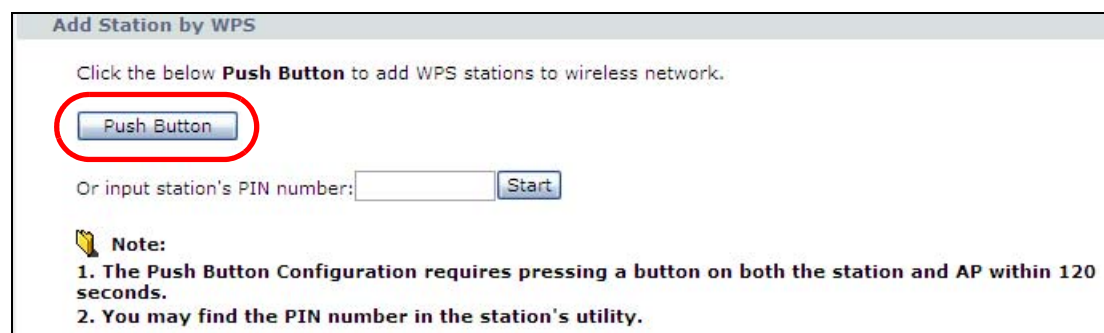 Add Station by WPS
Click the below Push Button to add WPS stations to wireless network.
Push Button
Or input station's PIN number: Start
Note:
1. The Push Button Configuration requires pressing a button on both the station and AP within 120
seconds.
2. You may find the PIN number in the station's utility.